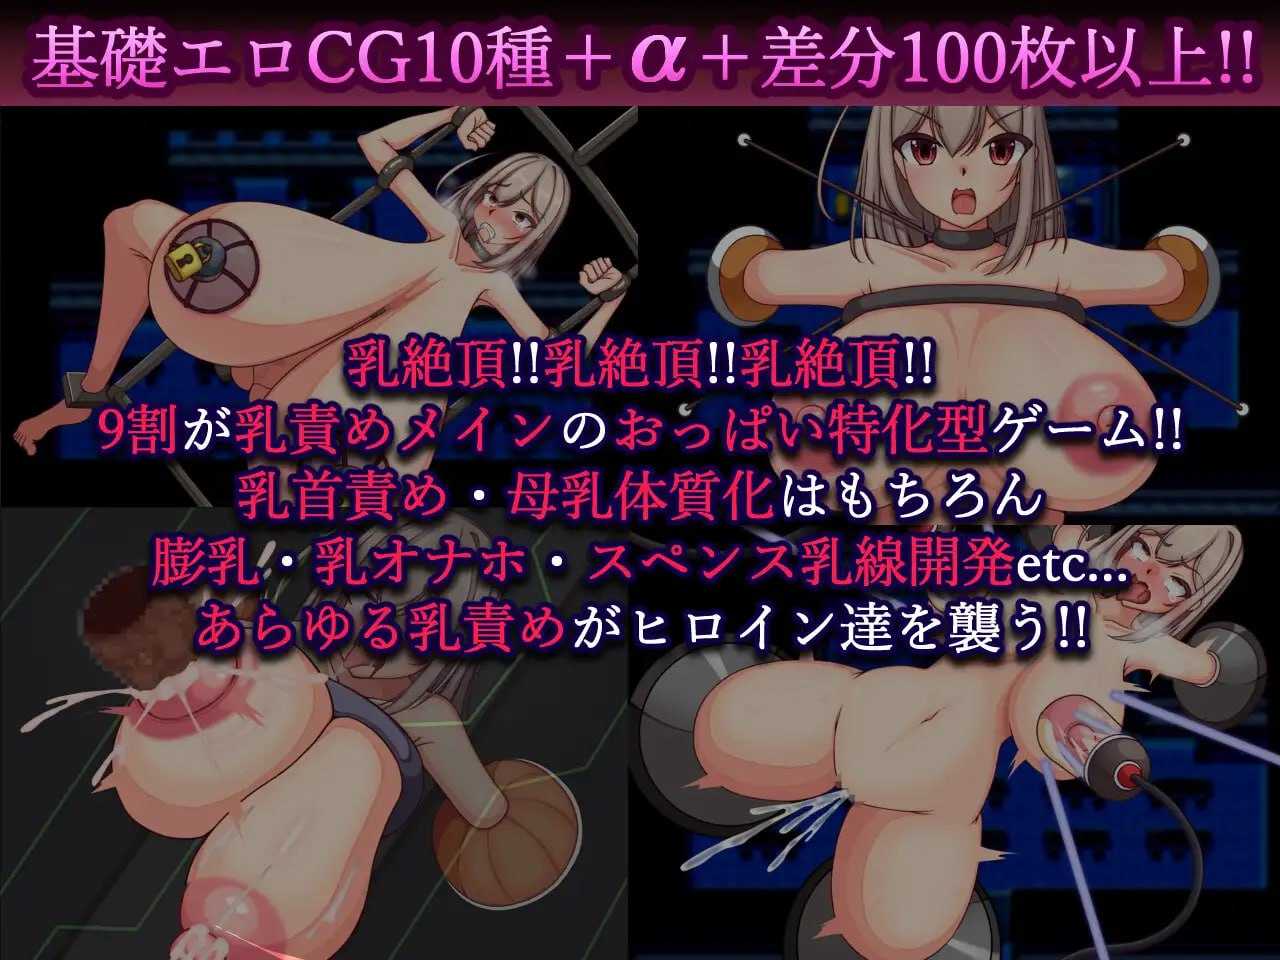 基礎エロCG10種＋α＋差分100枚以上!!
乳絶頂!!乳絶頂!!乳絶頂!!
9割が乳責めメインのおっぱい特化型ゲーム!!
乳首責め・母乳体質化はもちろん
膨乳・乳オナホ・スペンス乳線開発etc...
あらゆる乳責めがヒロイン達を襲う!!